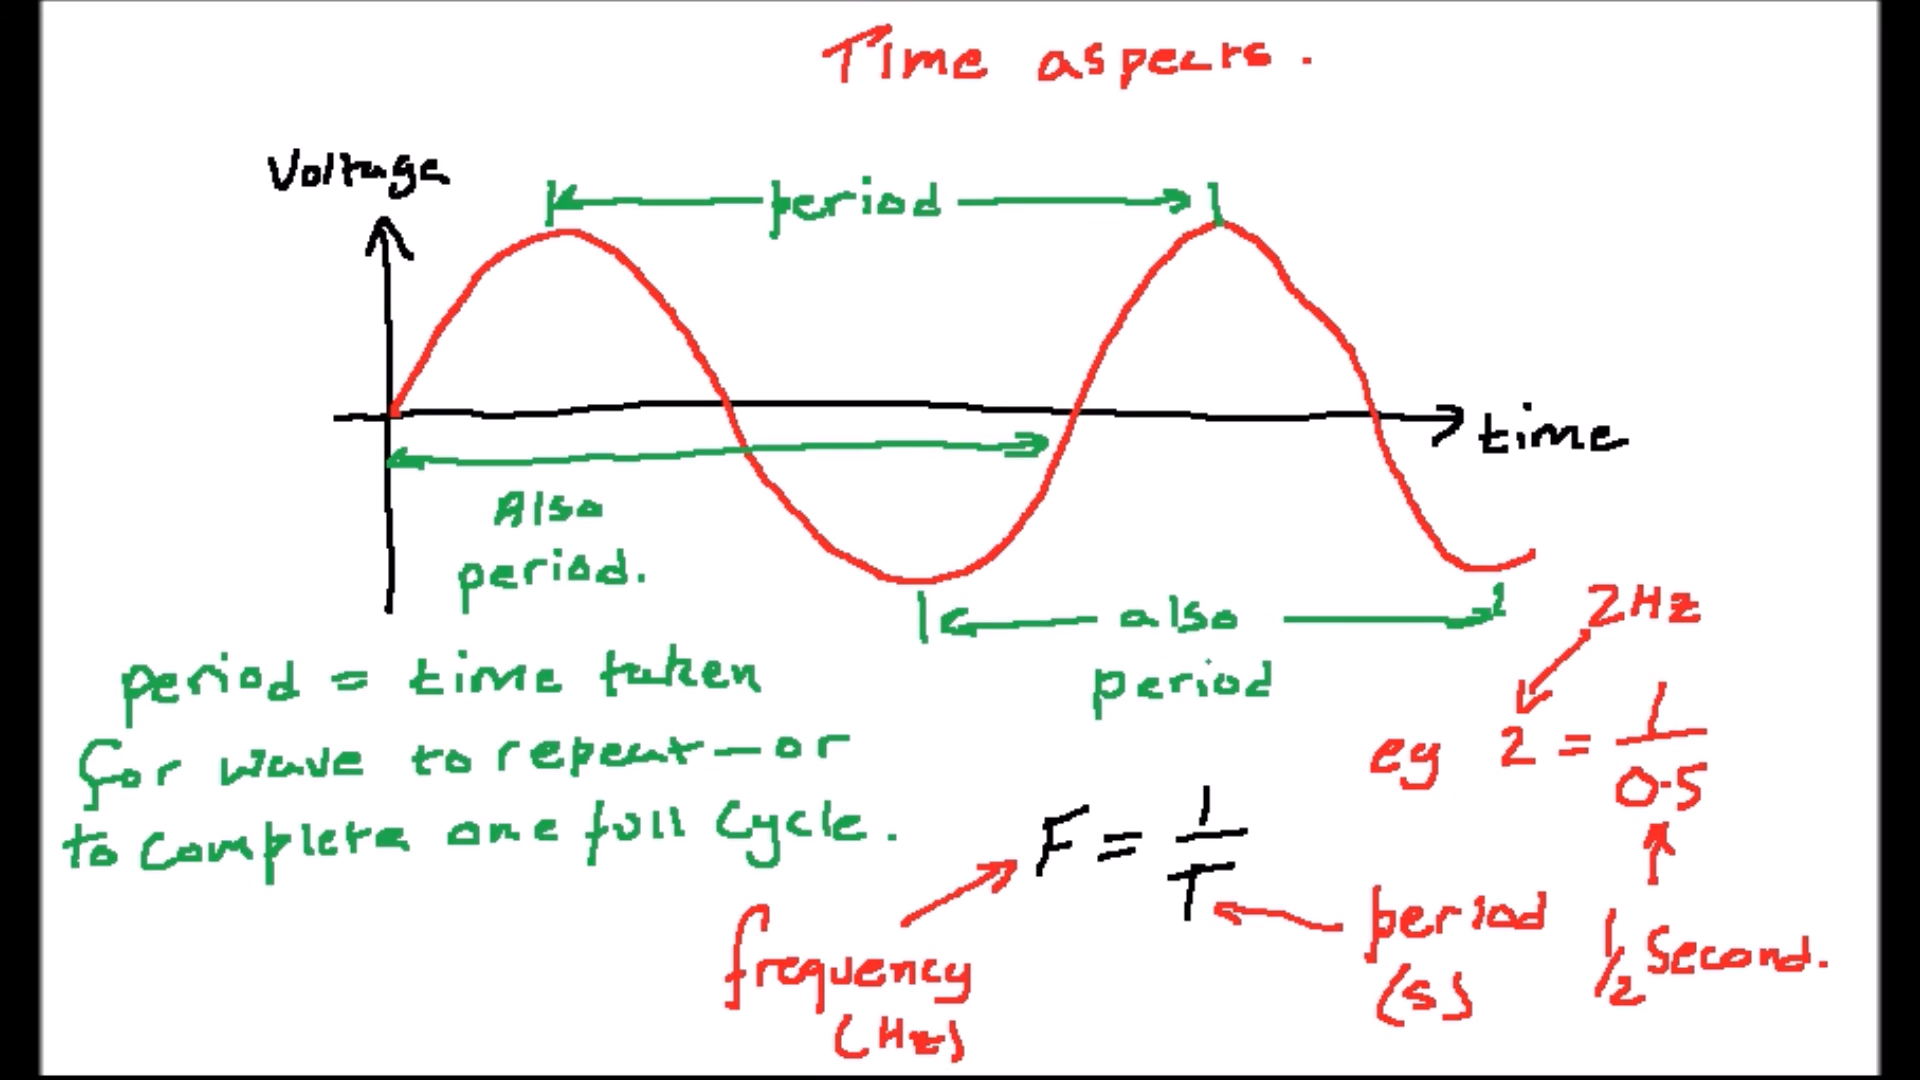 Time aspects.
Voltage
period
time
Also
period.
also
period
period = time taken
for wave to repeat - or
to complete one full cycle.
2Hz
eg 2 = 1/0.5
F = 1/T
frequency
(Hz)
period
(s)
1/2 second.